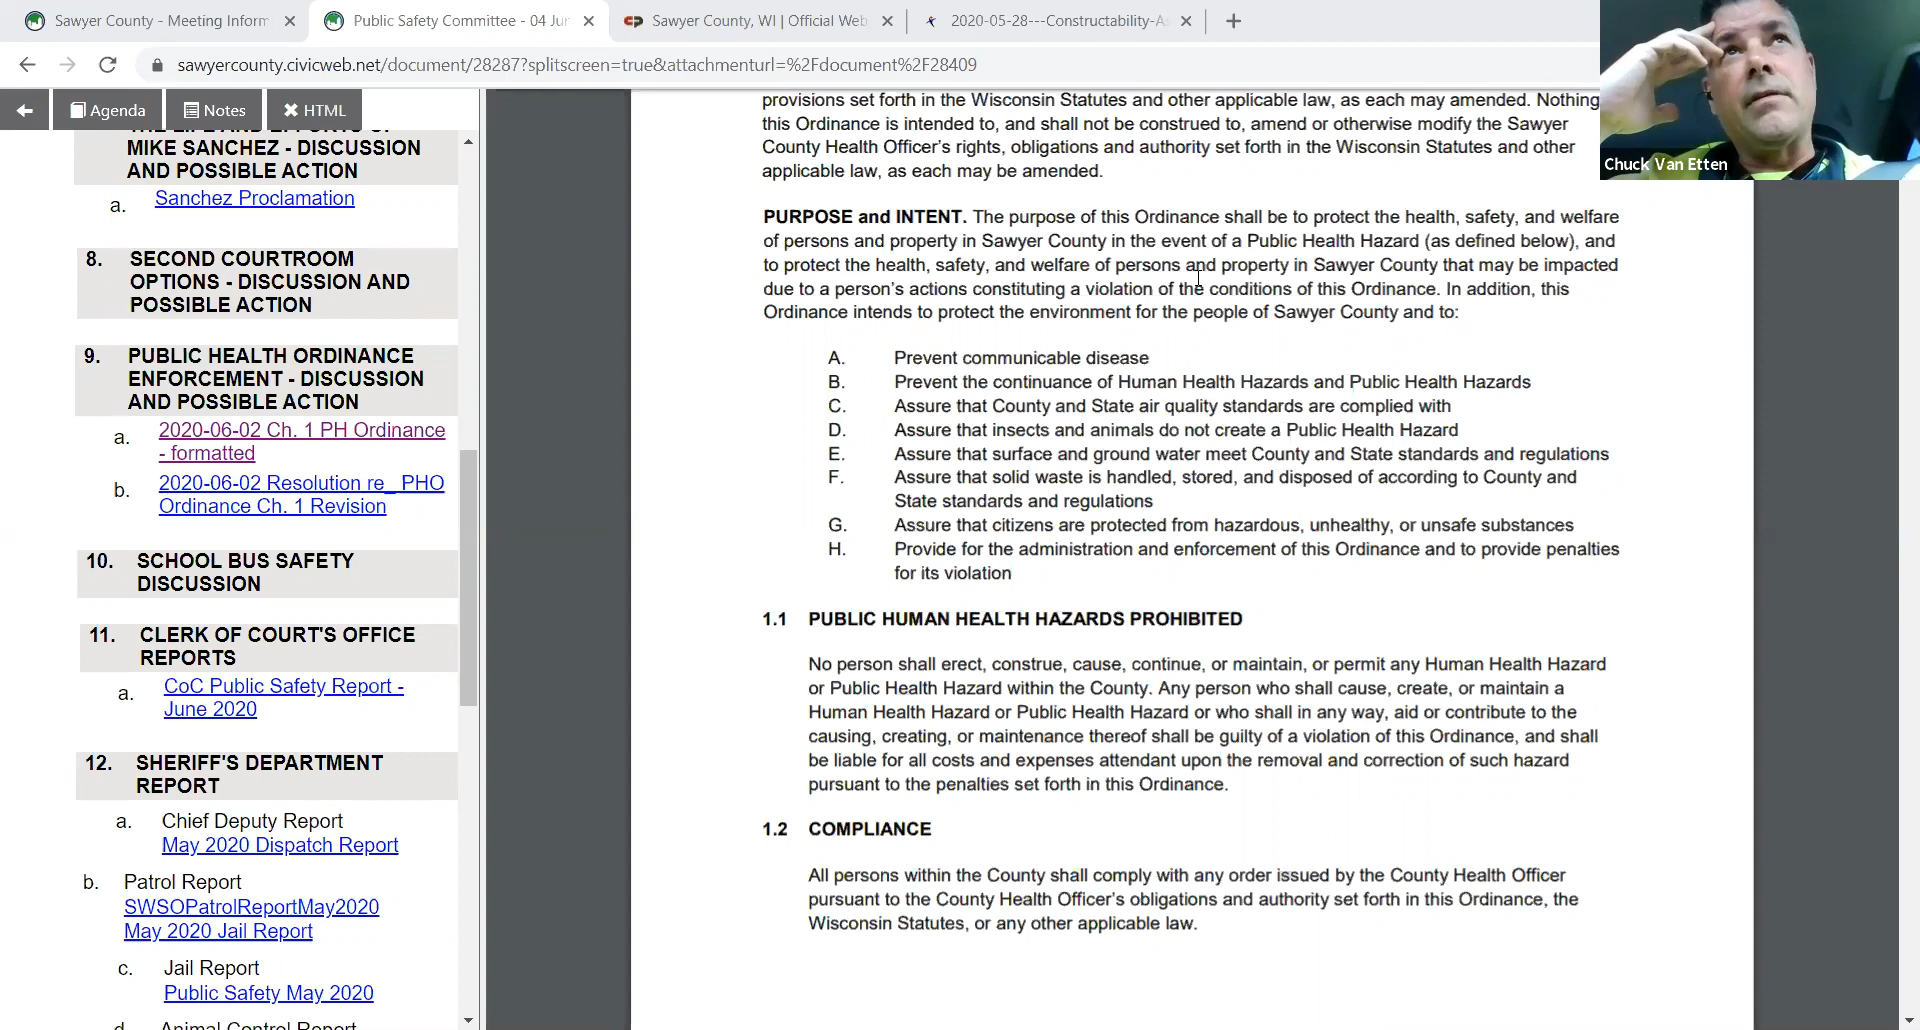 Sawyer County - Meeting Inform
Public Safety Committee - 04 Jun
Sawyer County, WI | Official Web
2020-05-28---Constructability-As
sawyercounty.civicweb.net/document/28287?splitscreen=true&attachmenturl=%2Fdocument%2F28409
Agenda
Notes
HTML
THE LIFE AND EFFORTS OF
MIKE SANCHEZ - DISCUSSION
AND POSSIBLE ACTION
a. Sanchez Proclamation
8. SECOND COURTROOM
OPTIONS - DISCUSSION AND
POSSIBLE ACTION
9. PUBLIC HEALTH ORDINANCE
ENFORCEMENT - DISCUSSION
AND POSSIBLE ACTION
a. 2020-06-02 Ch. 1 PH Ordinance
- formatted
b. 2020-06-02 Resolution re_ PHO
Ordinance Ch. 1 Revision
10. SCHOOL BUS SAFETY
DISCUSSION
11. CLERK OF COURT'S OFFICE
REPORTS
a. CoC Public Safety Report -
June 2020
12. SHERIFF'S DEPARTMENT
REPORT
a. Chief Deputy Report
May 2020 Dispatch Report
b. Patrol Report
SWSOPatrolReportMay2020
May 2020 Jail Report
c. Jail Report
Public Safety May 2020
d. Animal Control Report
provisions set forth in the Wisconsin Statutes and other applicable law, as each may amended. Nothing
this Ordinance is intended to, and shall not be construed to, amend or otherwise modify the Sawyer
County Health Officer's rights, obligations and authority set forth in the Wisconsin Statutes and other
applicable law, as each may be amended.
PURPOSE and INTENT. The purpose of this Ordinance shall be to protect the health, safety, and welfare
of persons and property in Sawyer County in the event of a Public Health Hazard (as defined below), and
to protect the health, safety, and welfare of persons and property in Sawyer County that may be impacted
due to a person's actions constituting a violation of the conditions of this Ordinance. In addition, this
Ordinance intends to protect the environment for the people of Sawyer County and to:
A. Prevent communicable disease
B. Prevent the continuance of Human Health Hazards and Public Health Hazards
C. Assure that County and State air quality standards are complied with
D. Assure that insects and animals do not create a Public Health Hazard
E. Assure that surface and ground water meet County and State standards and regulations
F. Assure that solid waste is handled, stored, and disposed of according to County and
State standards and regulations
G. Assure that citizens are protected from hazardous, unhealthy, or unsafe substances
H. Provide for the administration and enforcement of this Ordinance and to provide penalties
for its violation
1.1 PUBLIC HUMAN HEALTH HAZARDS PROHIBITED
No person shall erect, construe, cause, continue, or maintain, or permit any Human Health Hazard
or Public Health Hazard within the County. Any person who shall cause, create, or maintain a
Human Health Hazard or Public Health Hazard or who shall in any way, aid or contribute to the
causing, creating, or maintenance thereof shall be guilty of a violation of this Ordinance, and shall
be liable for all costs and expenses attendant upon the removal and correction of such hazard
pursuant to the penalties set forth in this Ordinance.
1.2 COMPLIANCE
All persons within the County shall comply with any order issued by the County Health Officer
pursuant to the County Health Officer's obligations and authority set forth in this Ordinance, the
Wisconsin Statutes, or any other applicable law.
Chuck Van Etten